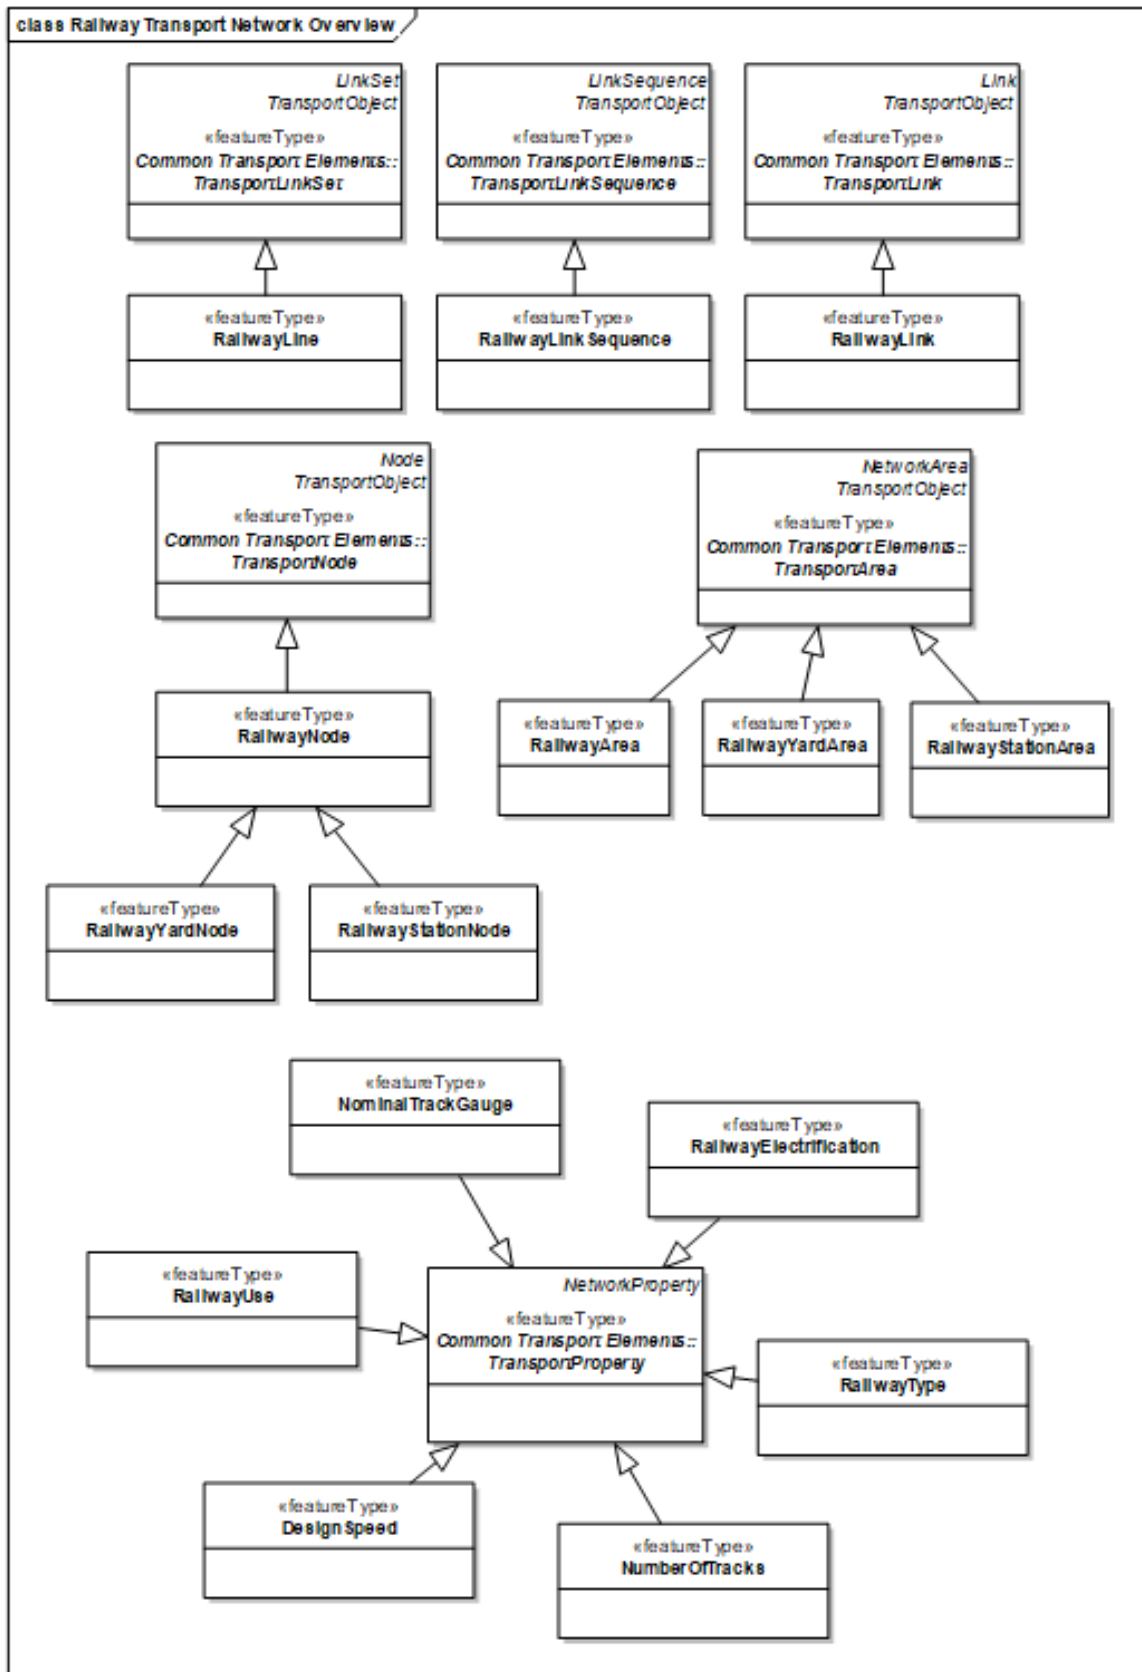 class Railway Transport Network Overview
LinkSet
TransportObject
«featureType»
Common Transport Elements::
TransportLinkSet
LinkSequence
TransportObject
«featureType»
Common Transport Elements::
TransportLinkSequence
Link
TransportObject
«featureType»
Common Transport Elements::
TransportLink
«featureType»
RailwayLine
«featureType»
RailwayLinkSequence
«featureType»
RailwayLink
Node
TransportObject
«featureType»
Common Transport Elements::
TransportNode
NetworkArea
TransportObject
«featureType»
Common Transport Elements::
TransportArea
«featureType»
RailwayNode
«featureType»
RailwayArea
«featureType»
RailwayYardArea
«featureType»
RailwayStationArea
«featureType»
RailwayYardNode
«featureType»
RailwayStationNode
«featureType»
NominalTrackGauge
«featureType»
RailwayElectrification
«featureType»
RailwayUse
NetworkProperty
«featureType»
Common Transport Elements::
TransportProperty
«featureType»
RailwayType
«featureType»
DesignSpeed
«featureType»
NumberOfTracks